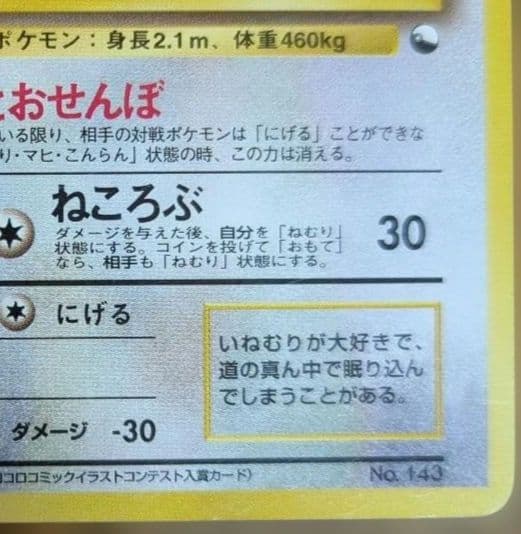 ポケモン：身長2.1m、体重460kg
とおせんぼ
いる限り、相手の対戦ポケモンは「にげる」ことができな
り・マヒ・こんらん」状態の時、この力は消える。
ねころぶ
ダメージを与えた後、自分を「ねむり」
状態にする。コインを投げて「おもて」
なら、相手も「ねむり」状態にする。
30
にげる
いねむりが大好きで、
道の真ん中で眠り込ん
でしまうことがある。
ダメージ -30
コロコミックイラストコンテスト入賞カード）
No. 143